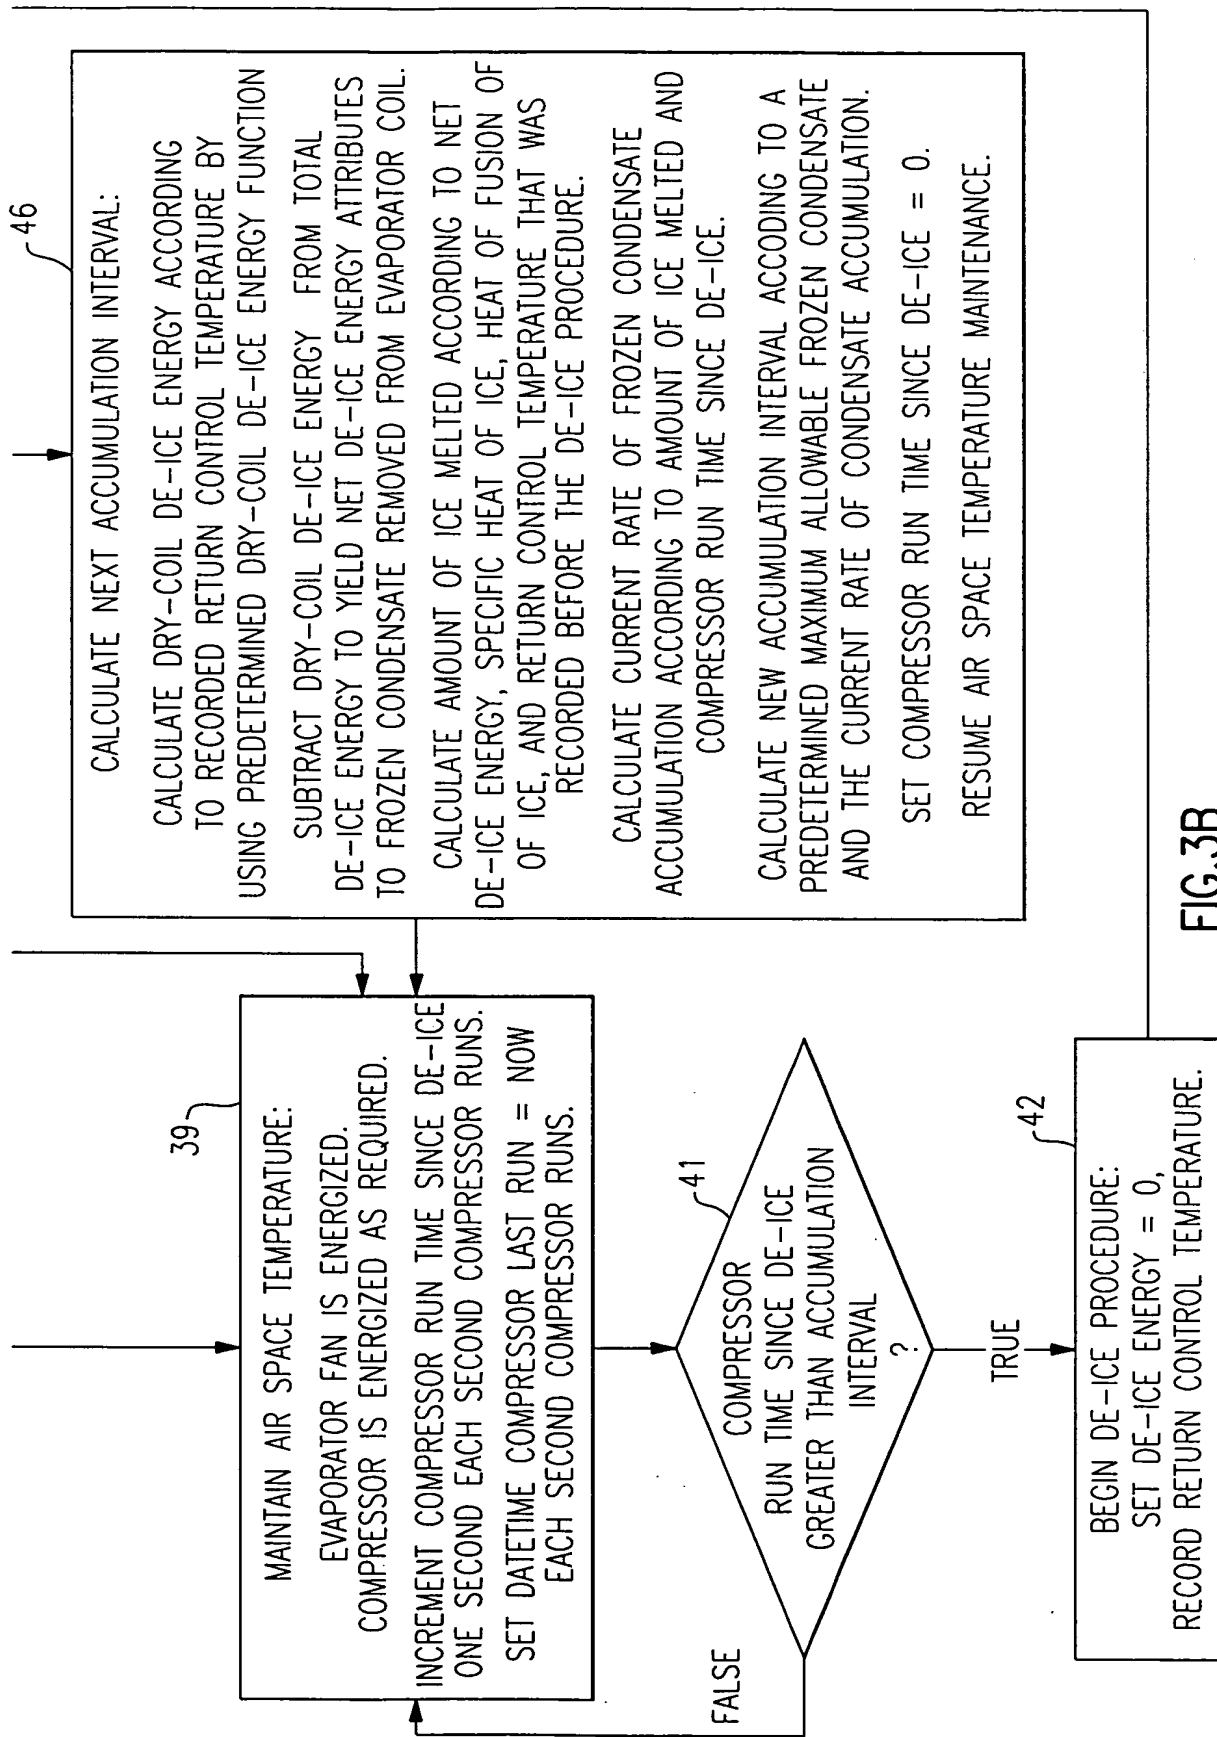 39
MAINTAIN AIR SPACE TEMPERATURE:
EVAPORATOR FAN IS ENERGIZED.
COMPRESSOR IS ENERGIZED AS REQUIRED.
INCREMENT COMPRESSOR RUN TIME SINCE DE-ICE
ONE SECOND EACH SECOND COMPRESSOR RUNS.
SET DATETIME COMPRESSOR LAST RUN = NOW
EACH SECOND COMPRESSOR RUNS.
41
COMPRESSOR
RUN TIME SINCE DE-ICE
GREATER THAN ACCUMULATION
INTERVAL
?
FALSE
TRUE
42
BEGIN DE-ICE PROCEDURE:
SET DE-ICE ENERGY = 0,
RECORD RETURN CONTROL TEMPERATURE.
46
CALCULATE NEXT ACCUMULATION INTERVAL:
CALCULATE DRY-COIL DE-ICE ENERGY ACCORDING
TO RECORDED RETURN CONTROL TEMPERATURE BY
USING PREDETERMINED DRY-COIL DE-ICE ENERGY FUNCTION
SUBTRACT DRY-COIL DE-ICE ENERGY FROM TOTAL
DE-ICE ENERGY TO YIELD NET DE-ICE ENERGY ATTRIBUTES
TO FROZEN CONDENSATE REMOVED FROM EVAPORATOR COIL.
CALCULATE AMOUNT OF ICE MELTED ACCORDING TO NET
DE-ICE ENERGY, SPECIFIC HEAT OF ICE, HEAT OF FUSION OF
OF ICE, AND RETURN CONTROL TEMPERATURE THAT WAS
RECORDED BEFORE THE DE-ICE PROCEDURE.
CALCULATE CURRENT RATE OF FROZEN CONDENSATE
ACCUMULATION ACCORDING TO AMOUNT OF ICE MELTED AND
COMPRESSOR RUN TIME SINCE DE-ICE.
CALCULATE NEW ACCUMULATION INTERVAL ACCODING TO A
PREDETERMINED MAXIMUM ALLOWABLE FROZEN CONDENSATE
AND THE CURRENT RATE OF CONDENSATE ACCUMULATION.
SET COMPRESSOR RUN TIME SINCE DE-ICE = 0.
RESUME AIR SPACE TEMPERATURE MAINTENANCE.
FIG.3B